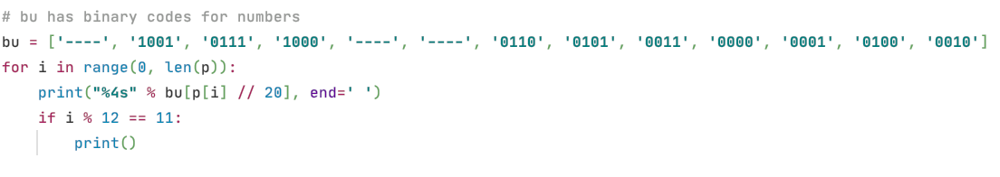 # bu has binary codes for numbers
bu = ['----', '1001', '0111', '1000', '----', '----', '0110', '0101', '0011', '0000', '0001', '0100', '0010']
for i in range(0, len(p)):
    print("%4s" % bu[p[i] // 20], end=' ')
    if i % 12 == 11:
        print()